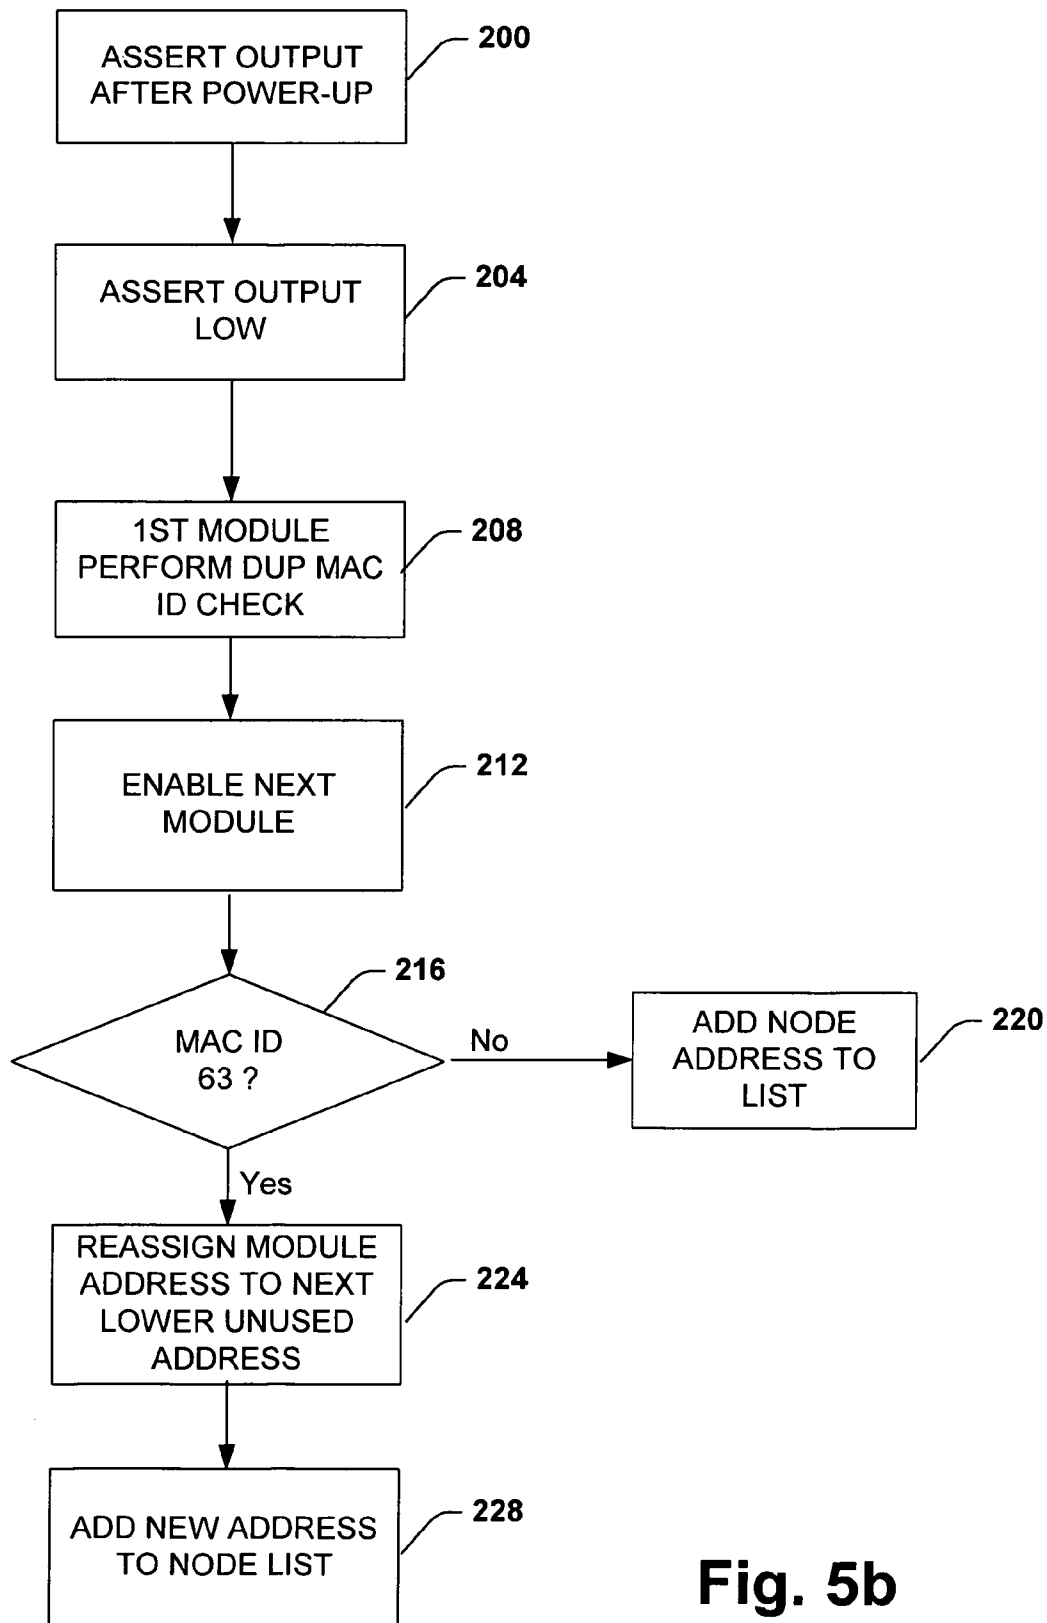 ASSERT OUTPUT
AFTER POWER-UP
200
ASSERT OUTPUT
LOW
204
1ST MODULE
PERFORM DUP MAC
ID CHECK
208
ENABLE NEXT
MODULE
212
216
MAC ID
63 ?
No
ADD NODE
ADDRESS TO
LIST
220
Yes
REASSIGN MODULE
ADDRESS TO NEXT
LOWER UNUSED
ADDRESS
224
ADD NEW ADDRESS
TO NODE LIST
228
Fig. 5b